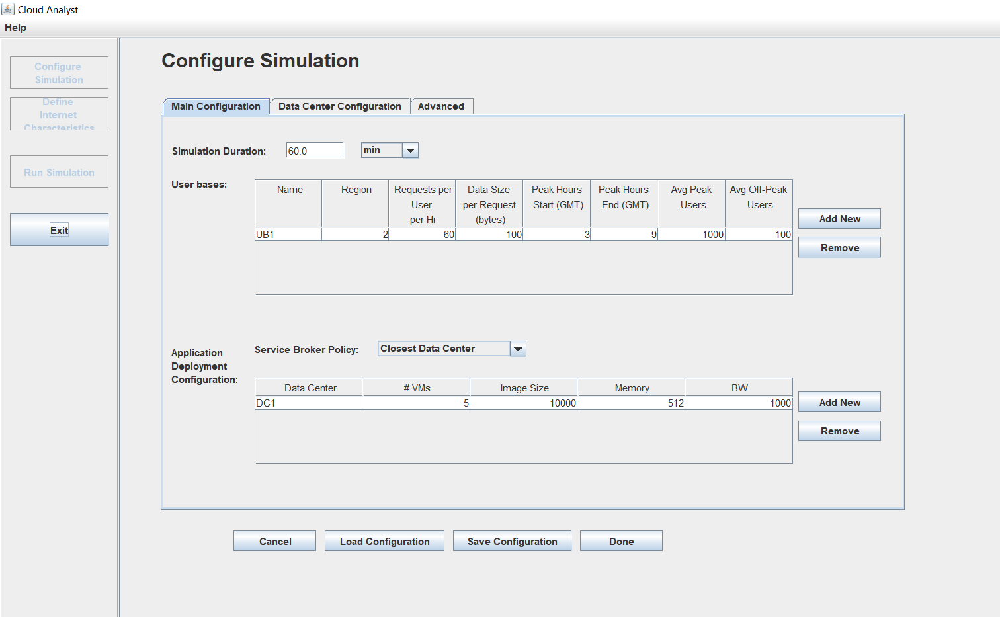 Cloud Analyst
Help
Configure
Simulation
Define
Internet
Characteristics
Run Simulation
Exit
Configure Simulation
Main Configuration
Data Center Configuration
Advanced
Simulation Duration:
60.0
min
User bases:
Name
Region
Requests per
User
per Hr
Data Size
per Request
(bytes)
Peak Hours
Start (GMT)
Peak Hours
End (GMT)
Avg Peak
Users
Avg Off-Peak
Users
UB1 2 60 100 3 9 1000 100
Add New
Remove
Application
Deployment
Configuration:
Service Broker Policy:
Closest Data Center
Data Center # VMs Image Size Memory BW
DC1 5 10000 512 1000
Add New
Remove
Cancel
Load Configuration
Save Configuration
Done